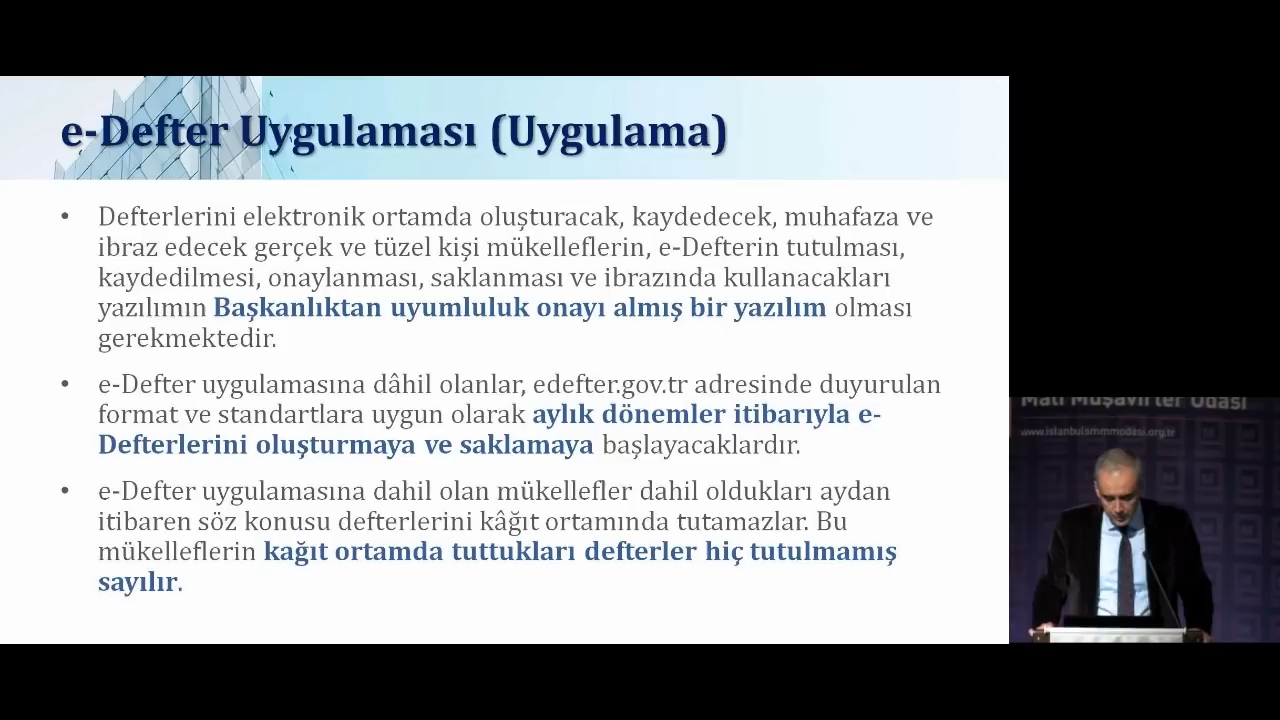 e-Defter Uygulaması (Uygulama)
• Defterlerini elektronik ortamda oluşturacak, kaydedecek, muhafaza ve
ibraz edecek gerçek ve tüzel kişi mükelleflerin, e-Defterin tutulması,
kaydedilmesi, onaylanması, saklanması ve ibrazında kullanacakları
yazılımın Başkanlıktan uyumluluk onayı almış bir yazılım olması
gerekmektedir.
• e-Defter uygulamasına dâhil olanlar, edefter.gov.tr adresinde duyurulan
format ve standartlara uygun olarak aylık dönemler itibarıyla e-
Defterlerini oluşturmaya ve saklamaya başlayacaklardır.
• e-Defter uygulamasına dahil olan mükellefler dahil oldukları aydan
itibaren söz konusu defterlerini kâğıt ortamında tutamazlar. Bu
mükelleflerin kağıt ortamda tuttukları defterler hiç tutulmamış
sayılır.
Mali Müşavirler Odası
www.istanbulsmmmodasi.org.tr